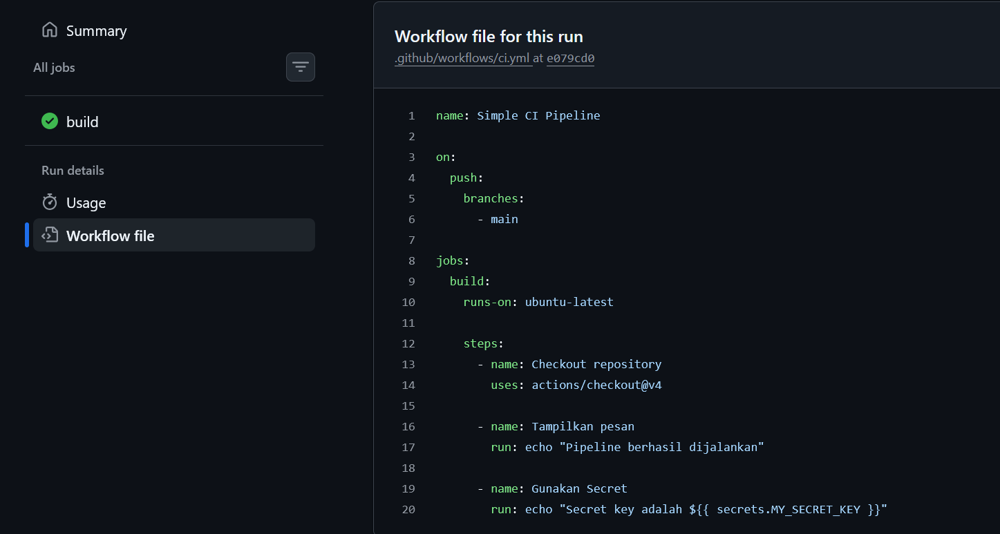 Summary
All jobs
build
Run details
Usage
Workflow file
Workflow file for this run
.github/workflows/ci.yml at e079cd0
1 name: Simple CI Pipeline
2
3 on:
4   push:
5     branches:
6       - main
7
8 jobs:
9   build:
10     runs-on: ubuntu-latest
11
12     steps:
13       - name: Checkout repository
14         uses: actions/checkout@v4
15
16       - name: Tampilkan pesan
17         run: echo "Pipeline berhasil dijalankan"
18
19       - name: Gunakan Secret
20         run: echo "Secret key adalah ${{ secrets.MY_SECRET_KEY }}"